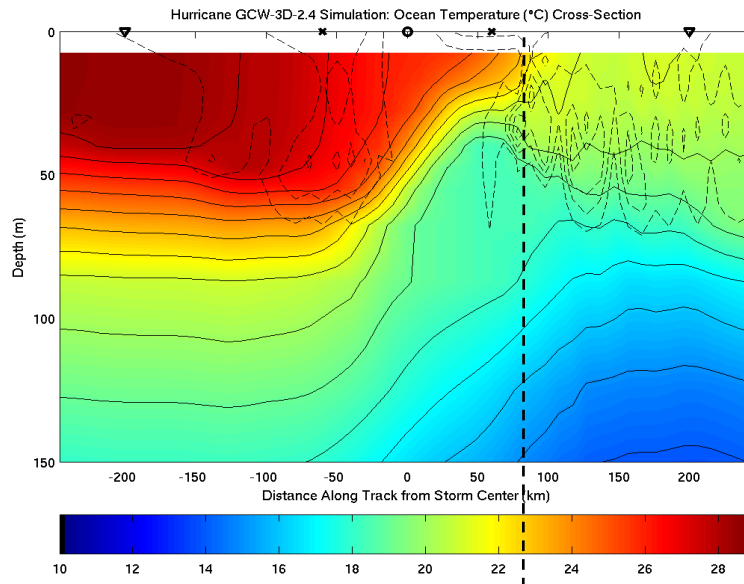 Hurricane GCW-3D-2.4 Simulation: Ocean Temperature (°C) Cross-Section
0
50
100
150
Depth (m)
-200 -150 -100 -50 0 50 100 150 200
Distance Along Track from Storm Center (km)
10 12 14 16 18 20 22 24 26 28